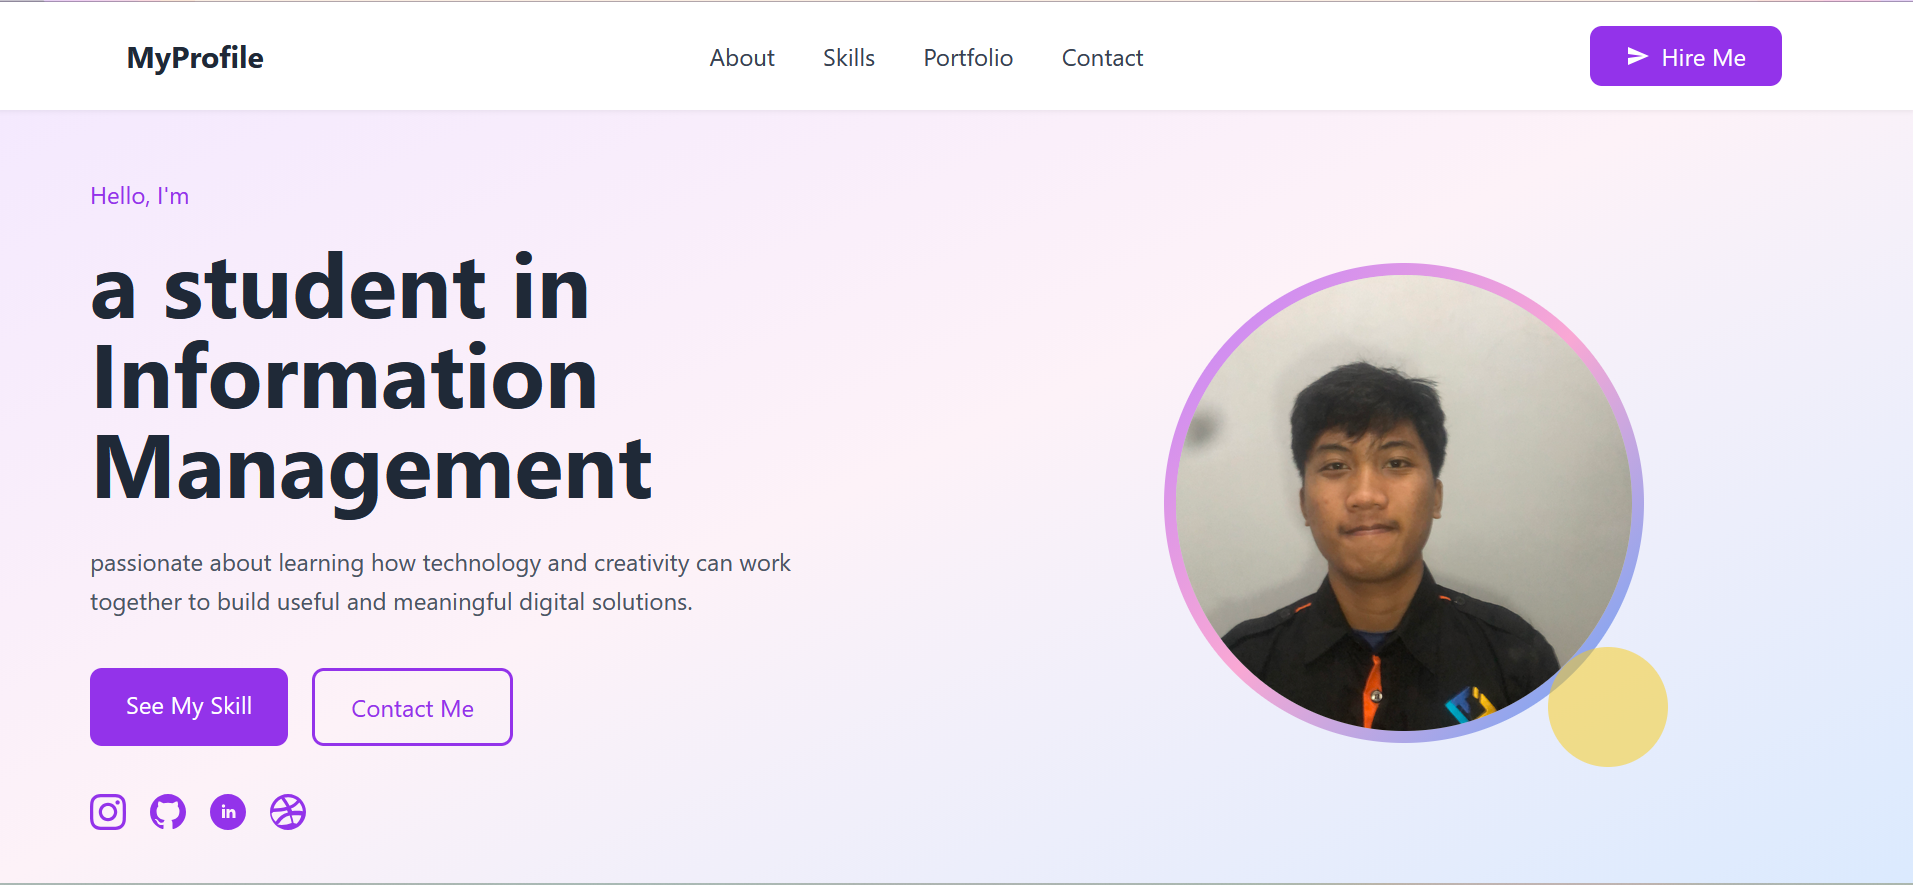 MyProfile
About
Skills
Portfolio
Contact
Hire Me
Hello, I'm
a student in
Information
Management
passionate about learning how technology and creativity can work
together to build useful and meaningful digital solutions.
See My Skill
Contact Me
in